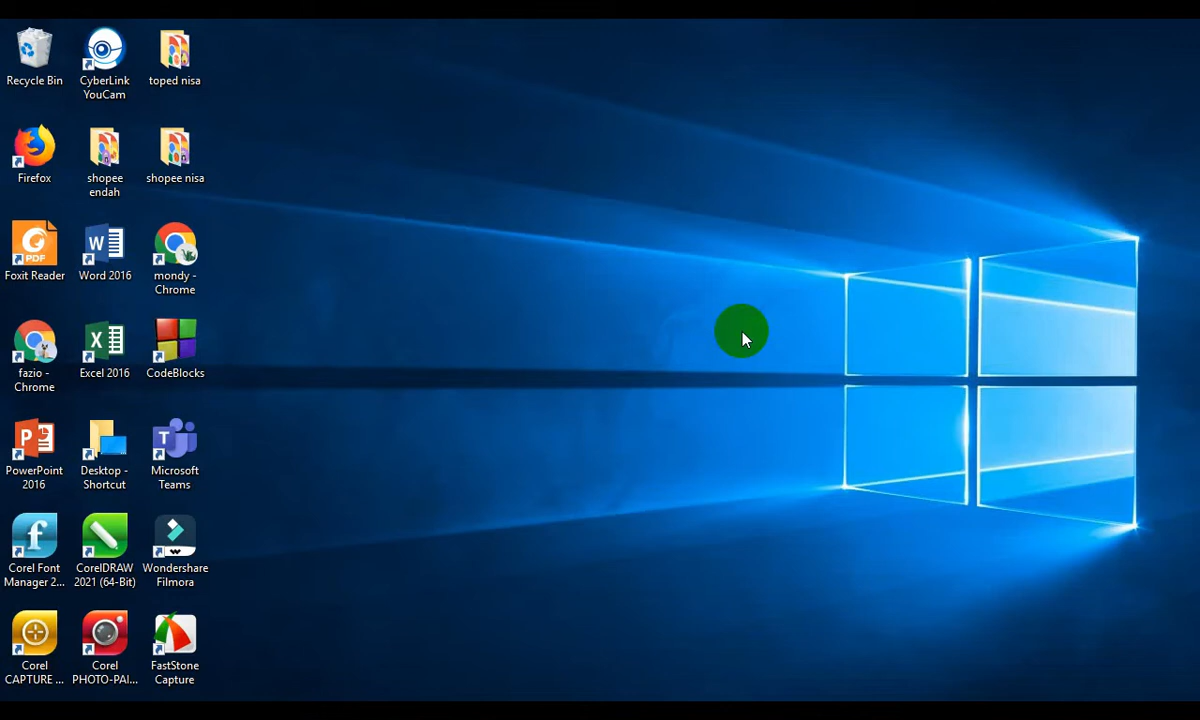 Recycle Bin
CyberLink
YouCam
toped nisa
Firefox
shopee
endah
shopee nisa
PDF
Foxit Reader
W
Word 2016
mondy -
Chrome
fazio -
Chrome
X
Excel 2016
CodeBlocks
P
PowerPoint
2016
Desktop -
Shortcut
T
Microsoft
Teams
f
Corel Font
Manager 2...
CorelDRAW
2021 (64-Bit)
Wondershare
Filmora
Corel
CAPTURE ...
Corel
PHOTO-PAI...
FastStone
Capture